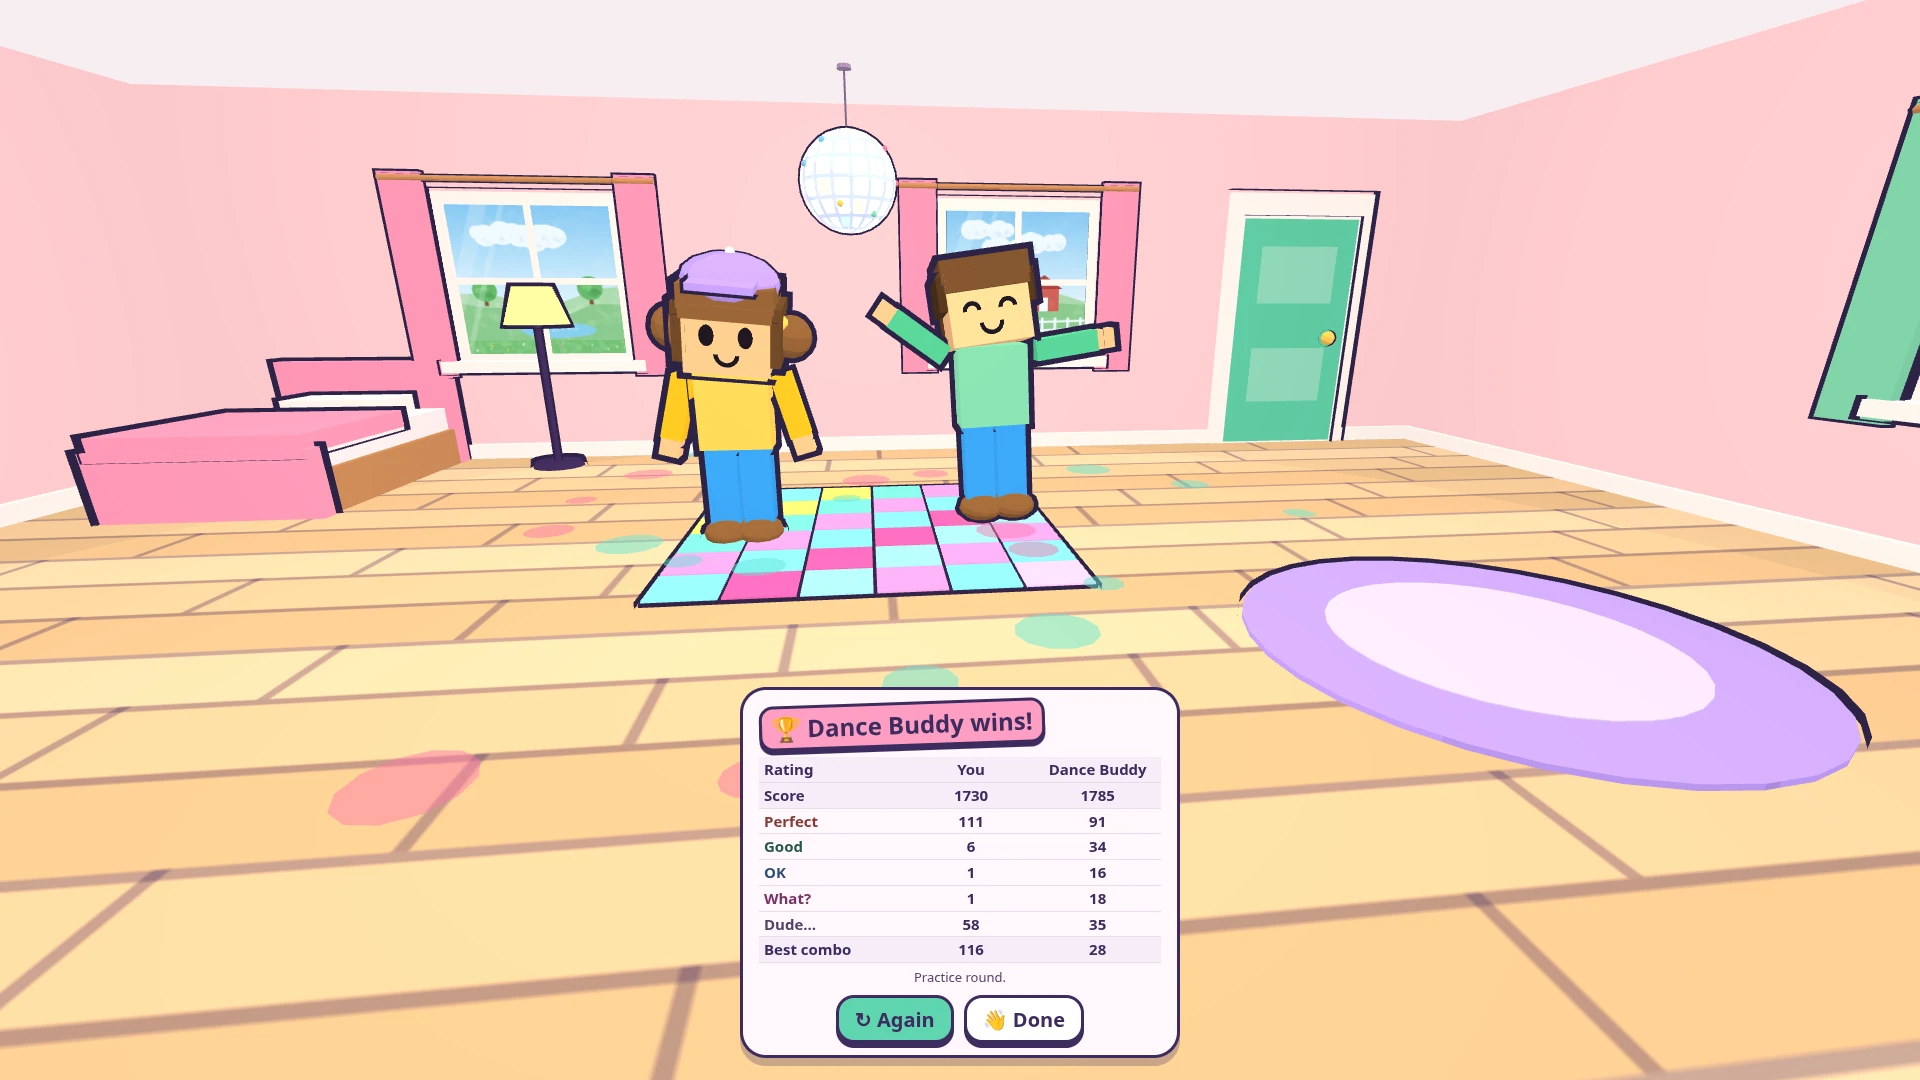 🏆 Dance Buddy wins!
Rating You Dance Buddy
Score 1730 1785
Perfect 111 91
Good 6 34
OK 1 16
What? 1 18
Dude... 58 35
Best combo 116 28
Practice round.
↻ Again 👋 Done